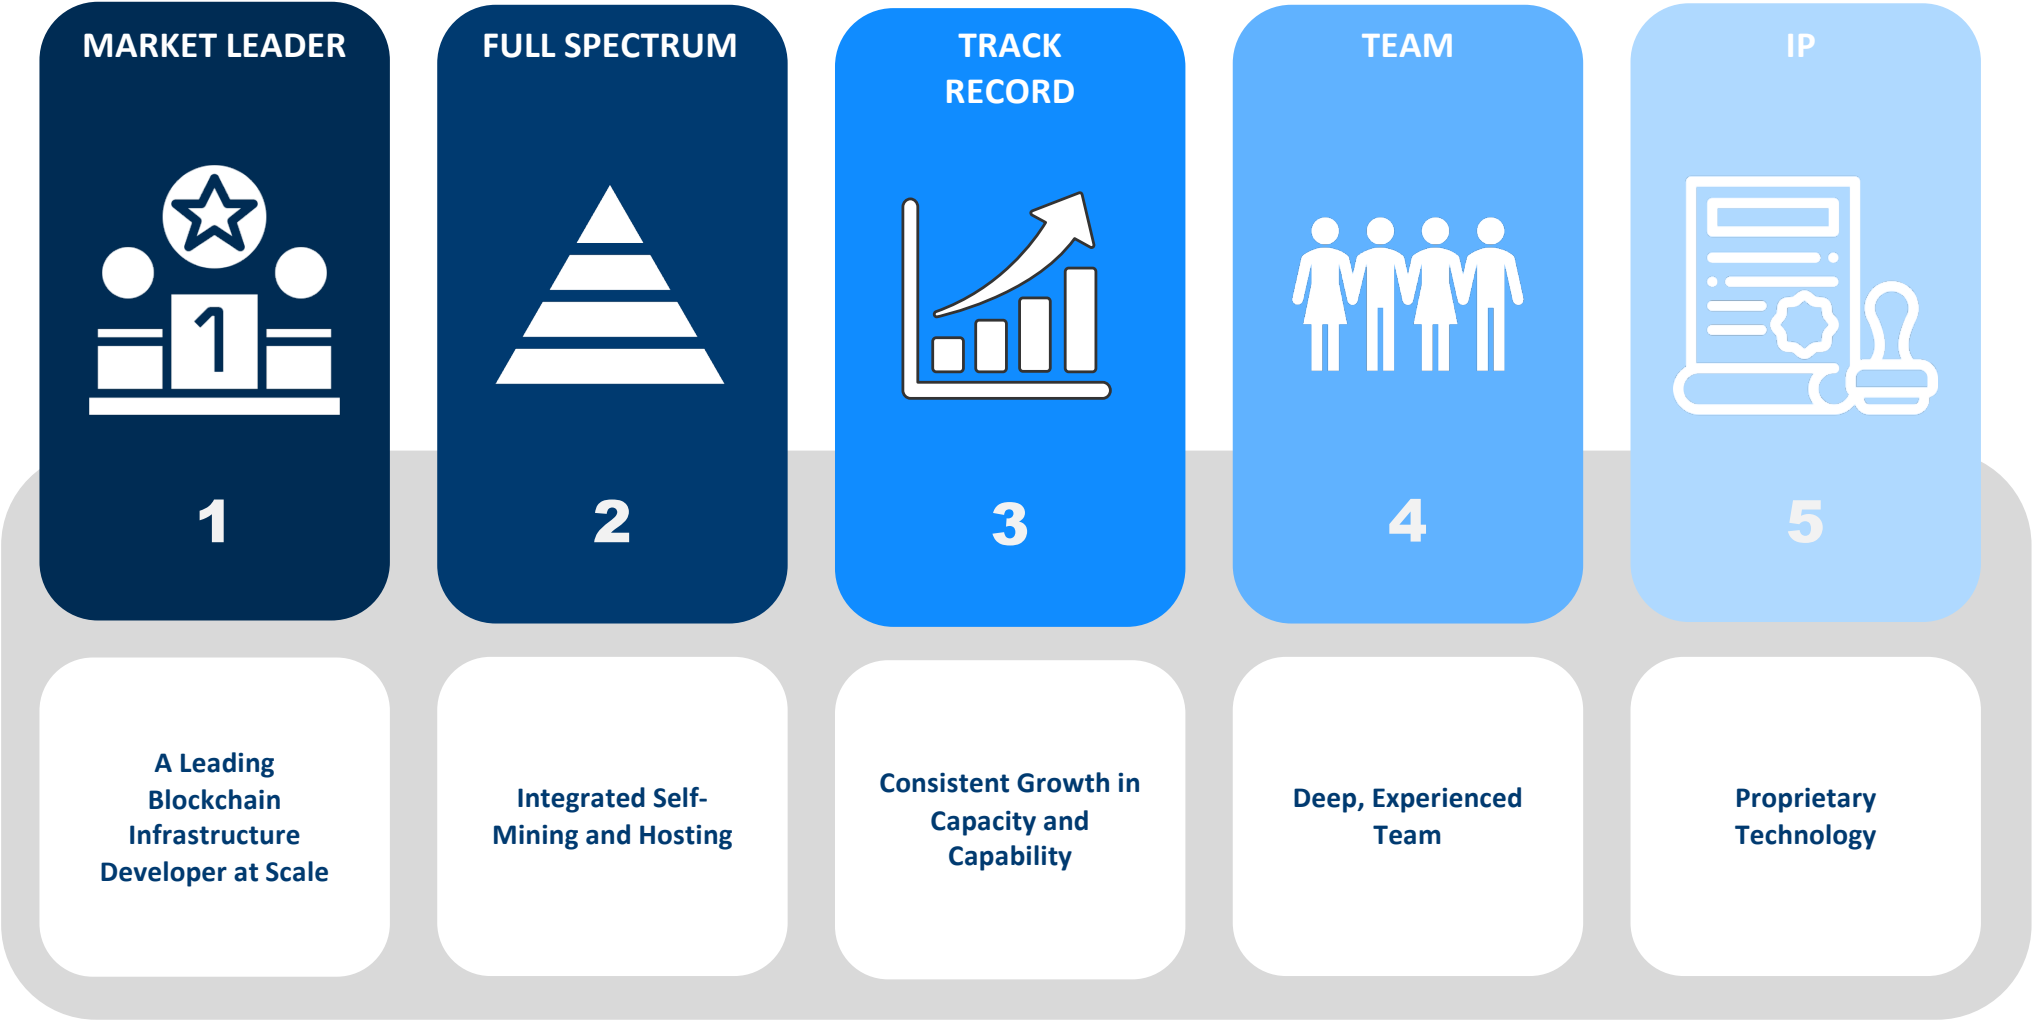 MARKET LEADER
1
1
A Leading
Blockchain
Infrastructure
Developer at Scale
FULL SPECTRUM
2
Integrated Self-
Mining and Hosting
TRACK
RECORD
3
Consistent Growth in
Capacity and
Capability
TEAM
4
Deep, Experienced
Team
IP
5
Proprietary
Technology